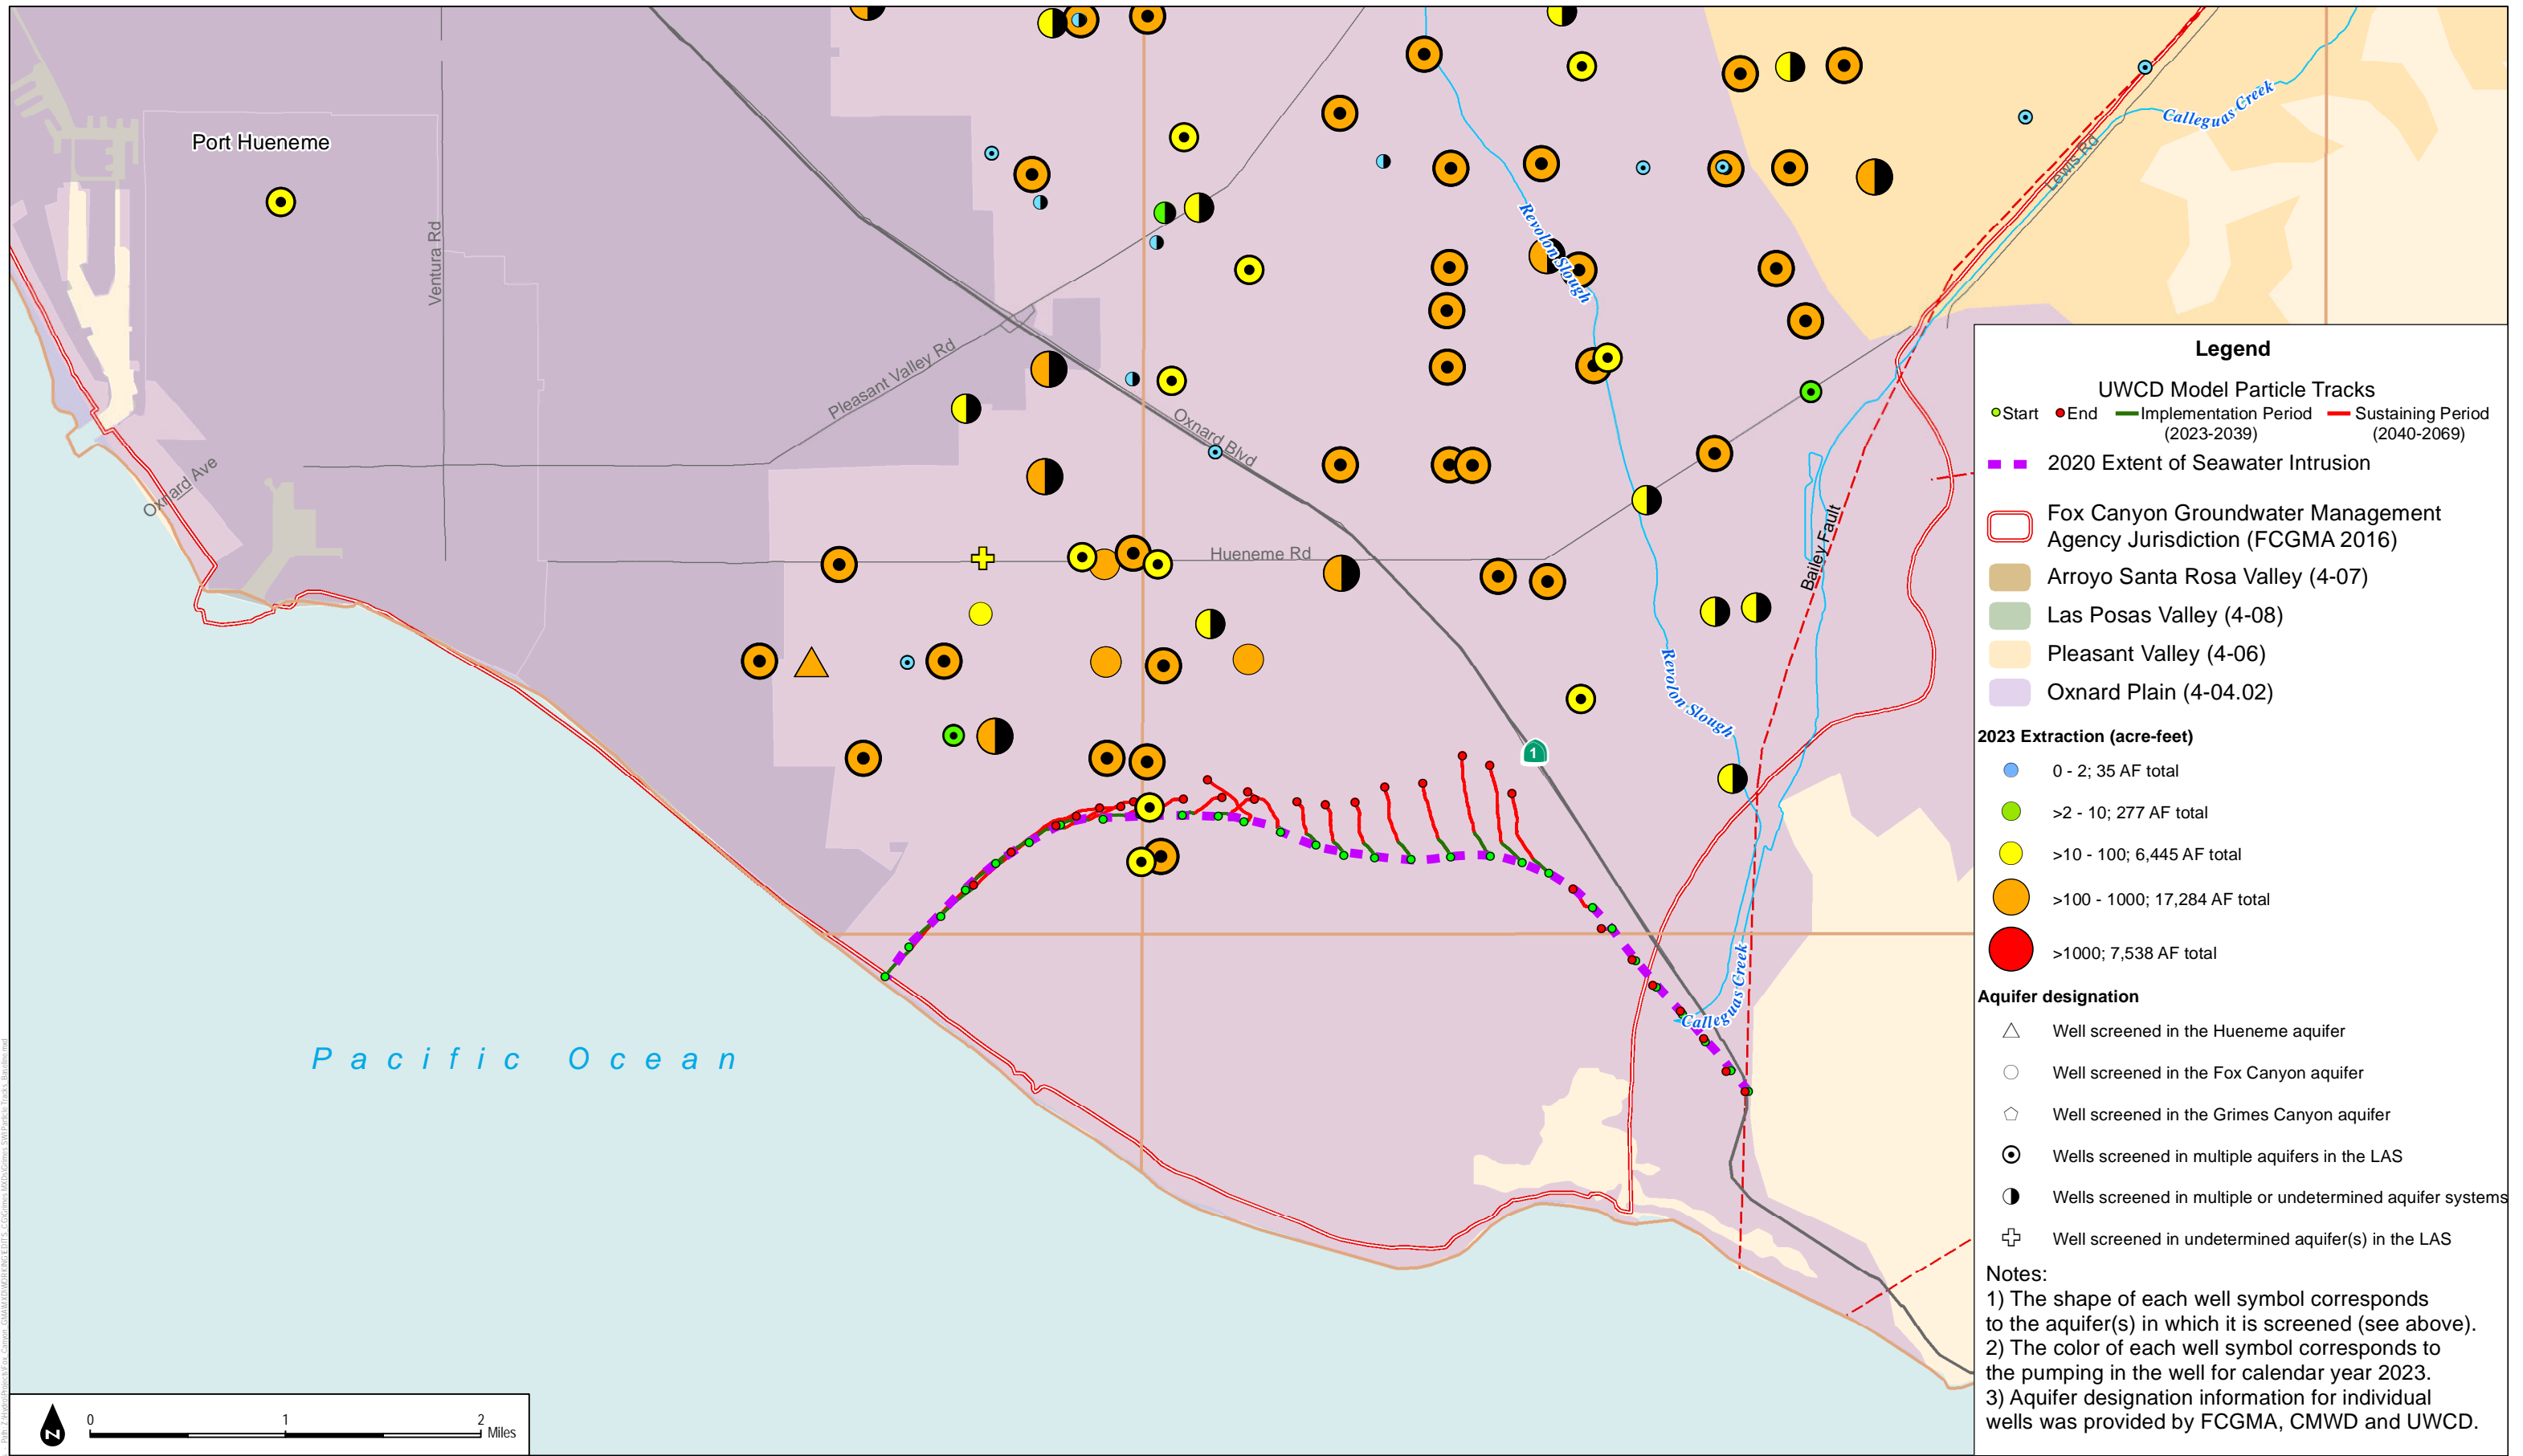 Port Hueneme
Ventura Rd
Oxnard Ave
Pleasant Valley Rd
Oxnard Blvd
Hueneme Rd
Revolon Slough
Revolon Slough
Calleguas Creek
Lewis Rd
Bailey Fault
1
Calleguas Creek
Pacific Ocean
N
0 1 2
Miles
Legend
UWCD Model Particle Tracks
Start End Implementation Period Sustaining Period
(2023-2039) (2040-2069)
2020 Extent of Seawater Intrusion
Fox Canyon Groundwater Management
Agency Jurisdiction (FCGMA 2016)
Arroyo Santa Rosa Valley (4-07)
Las Posas Valley (4-08)
Pleasant Valley (4-06)
Oxnard Plain (4-04.02)
2023 Extraction (acre-feet)
0 - 2; 35 AF total
>2 - 10; 277 AF total
>10 - 100; 6,445 AF total
>100 - 1000; 17,284 AF total
>1000; 7,538 AF total
Aquifer designation
Well screened in the Hueneme aquifer
Well screened in the Fox Canyon aquifer
Well screened in the Grimes Canyon aquifer
Wells screened in multiple aquifers in the LAS
Wells screened in multiple or undetermined aquifer systems
Well screened in undetermined aquifer(s) in the LAS
Notes:
1) The shape of each well symbol corresponds
to the aquifer(s) in which it is screened (see above).
2) The color of each well symbol corresponds to
the pumping in the well for calendar year 2023.
3) Aquifer designation information for individual
wells was provided by FCGMA, CMWD and UWCD.